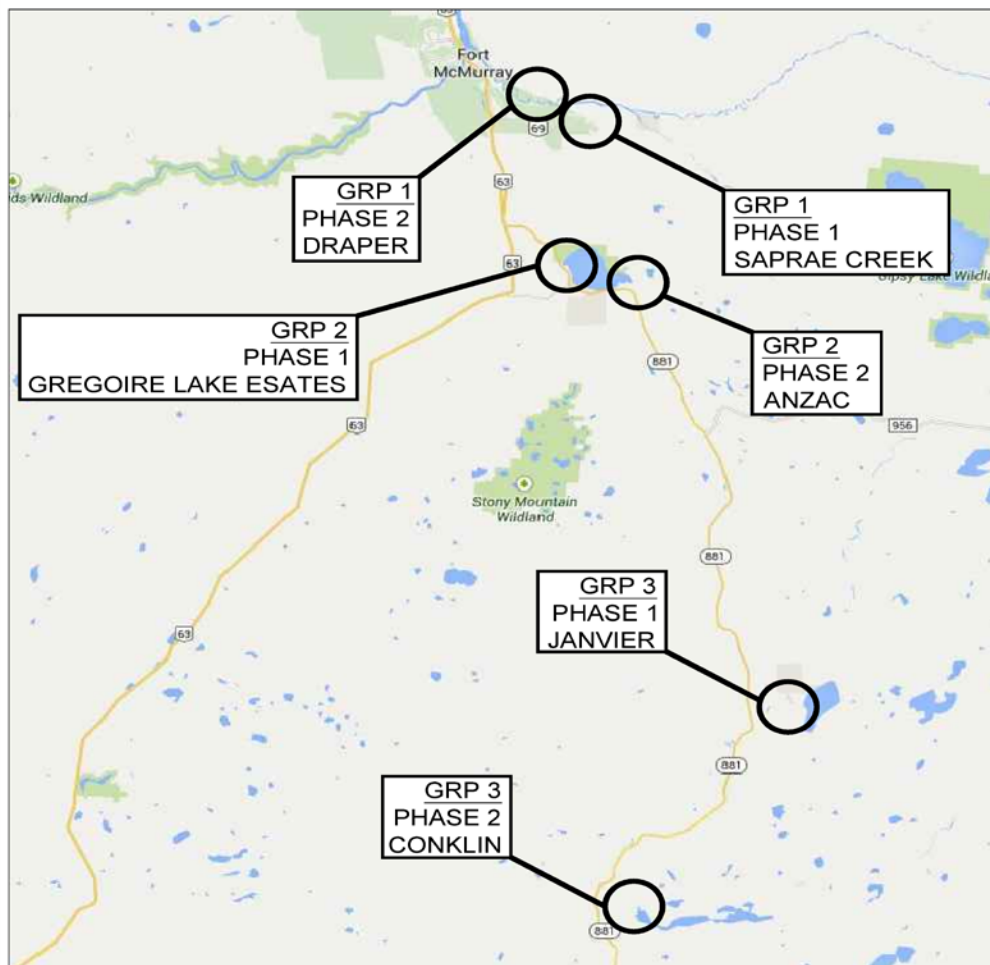 63
Fort
McMurray
69
ds Wildland
63
GRP 1
PHASE 2
DRAPER
GRP 1
PHASE 1
SAPRAE CREEK
Gipsy Lake Wildla
63
GRP 2
PHASE 1
GREGOIRE LAKE ESATES
GRP 2
PHASE 2
ANZAC
881
63
956
Stony Mountain
Wildland
881
GRP 3
PHASE 1
JANVIER
63
881
GRP 3
PHASE 2
CONKLIN
881